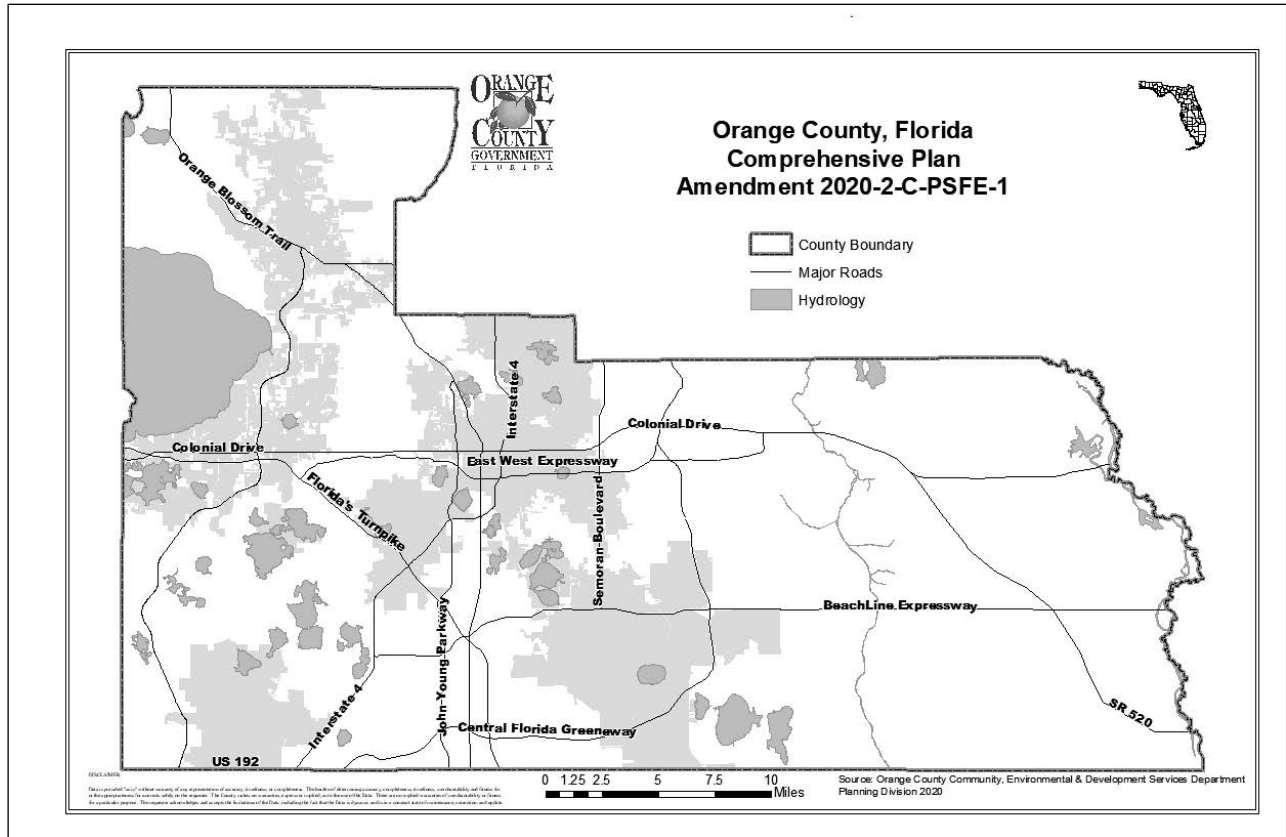 ORANGE
COUNTY
GOVERNMENT
FLORIDA
Orange County, Florida
Comprehensive Plan
Amendment 2020-2-C-PSFE-1
County Boundary
Major Roads
Hydrology
Orange Blossom Trail
Interstate 4
Colonial Drive
Colonial Drive
East West Expressway
Florida's Turnpike
Semoran Boulevard
BeachLine Expressway
John Young Parkway
Interstate 4
Central Florida Greeneway
SR 520
US 192
DISCLAIMER:
0 1.25 2.5 5 7.5 10
Miles
Source: Orange County Community, Environmental & Development Services Department
Planning Division 2020